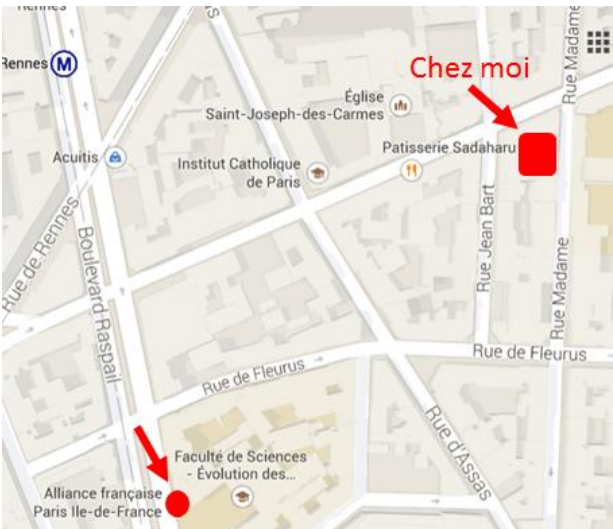 Rennes
Chez moi
Rue Madame
Église
Saint-Joseph-des-Carmes
Acuitis
Institut Catholique
de Paris
Patisserie Sadaharu
Rue de Rennes
Boulevard Raspail
Rue Jean Bart
Rue Madame
Rue de Fleurus
Rue de Fleurus
Rue d'Assas
Faculté de Sciences
- Évolution des...
Alliance française
Paris Ile-de-France